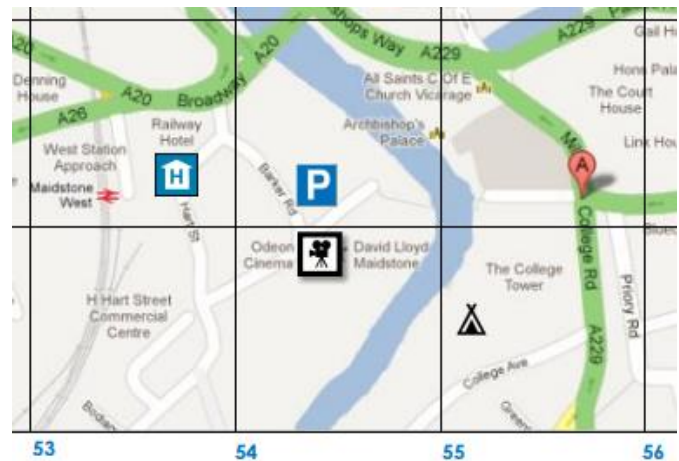 A20
Denning
House
A20
A26
Broadway
A20
shops Way
A229
A229
Gail H
All Saints C Of E
Church Vicarage
The Court
House
Archbishop's
Palace
Link Hou
Railway
Hotel
West Station
Approach
Maidstone
West
H
P
A
Barker Rd
Hart St
Odeon
Cinema
David Lloyd
Maidstone
H Hart Street
Commercial
Centre
The College
Tower
College Rd
Priory Rd
A229
College Ave
53
54
55
56